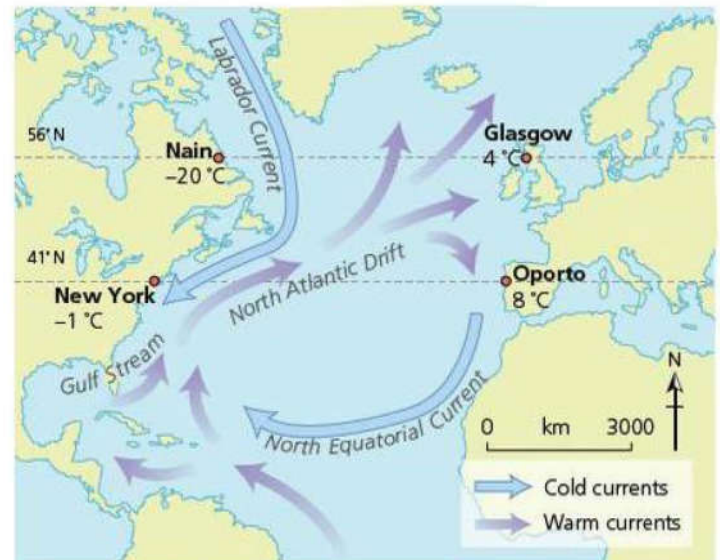 Labrador Current
56°N
Nain
–20 °C
Glasgow
4 °C
41°N
New York
–1 °C
North Atlantic Drift
Oporto
8 °C
Gulf Stream
North Equatorial Current
N
0 km 3000
Cold currents
Warm currents